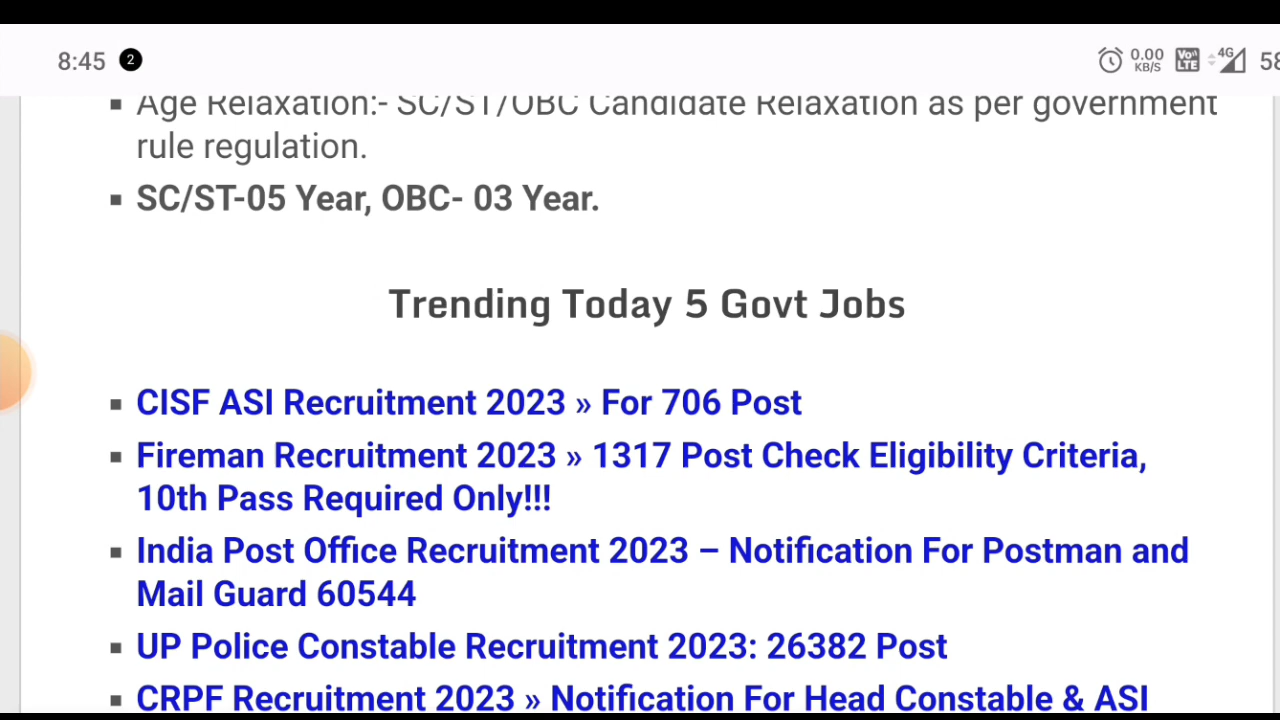 8:45 2 0.00 KB/S Vo LTE 4G 58
Age Relaxation:- SC/ST/OBC Candidate Relaxation as per government
rule regulation.
SC/ST-05 Year, OBC- 03 Year.
Trending Today 5 Govt Jobs
CISF ASI Recruitment 2023 » For 706 Post
Fireman Recruitment 2023 » 1317 Post Check Eligibility Criteria,
10th Pass Required Only!!!
India Post Office Recruitment 2023 – Notification For Postman and
Mail Guard 60544
UP Police Constable Recruitment 2023: 26382 Post
CRPF Recruitment 2023 » Notification For Head Constable & ASI